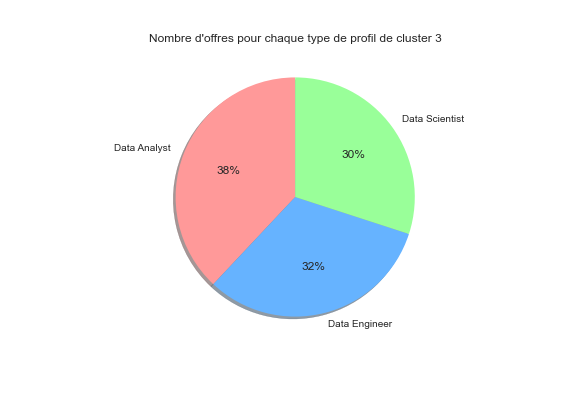 Nombre d'offres pour chaque type de profil de cluster 3
Data Scientist
Data Analyst
30%
38%
32%
Data Engineer